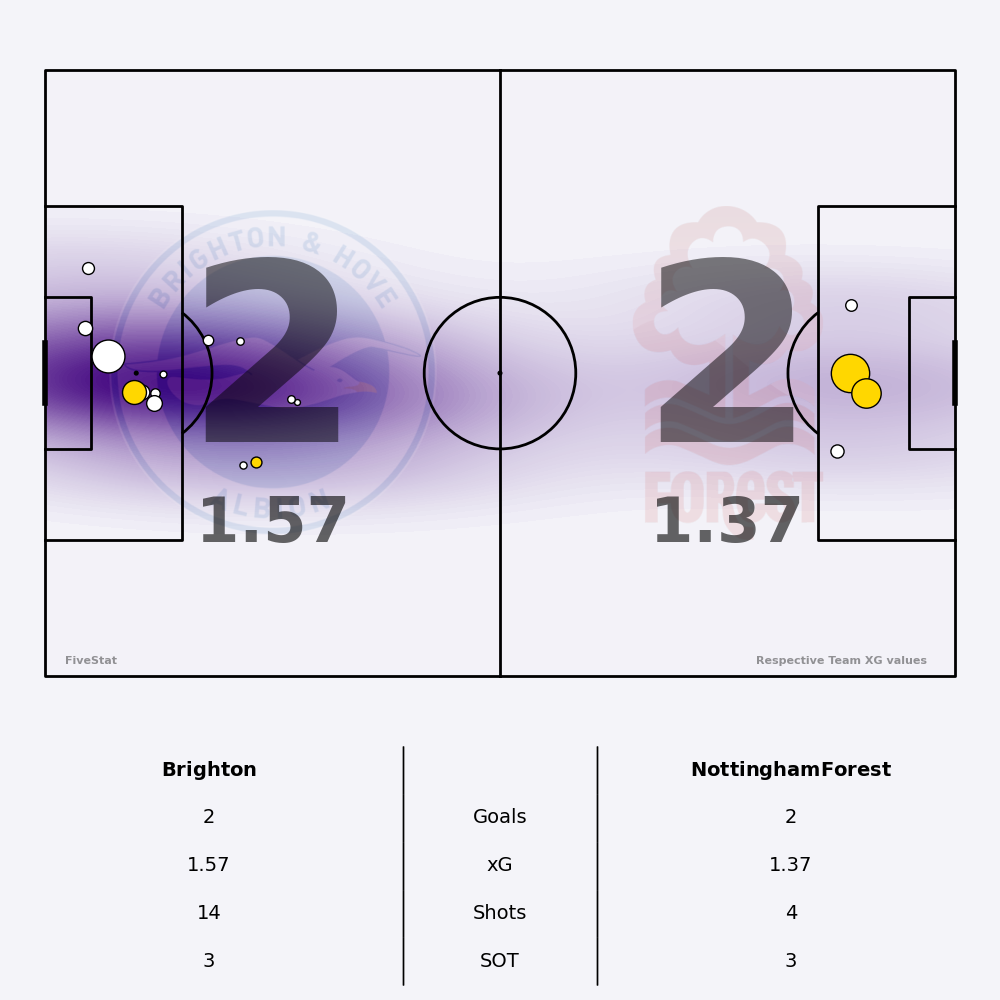 BRIGHTON & HOVE
ALBION
FOREST
2
2
1.57
1.37
FiveStat
Respective Team XG values
Brighton
NottinghamForest
2
Goals
2
1.57
xG
1.37
14
Shots
4
3
SOT
3